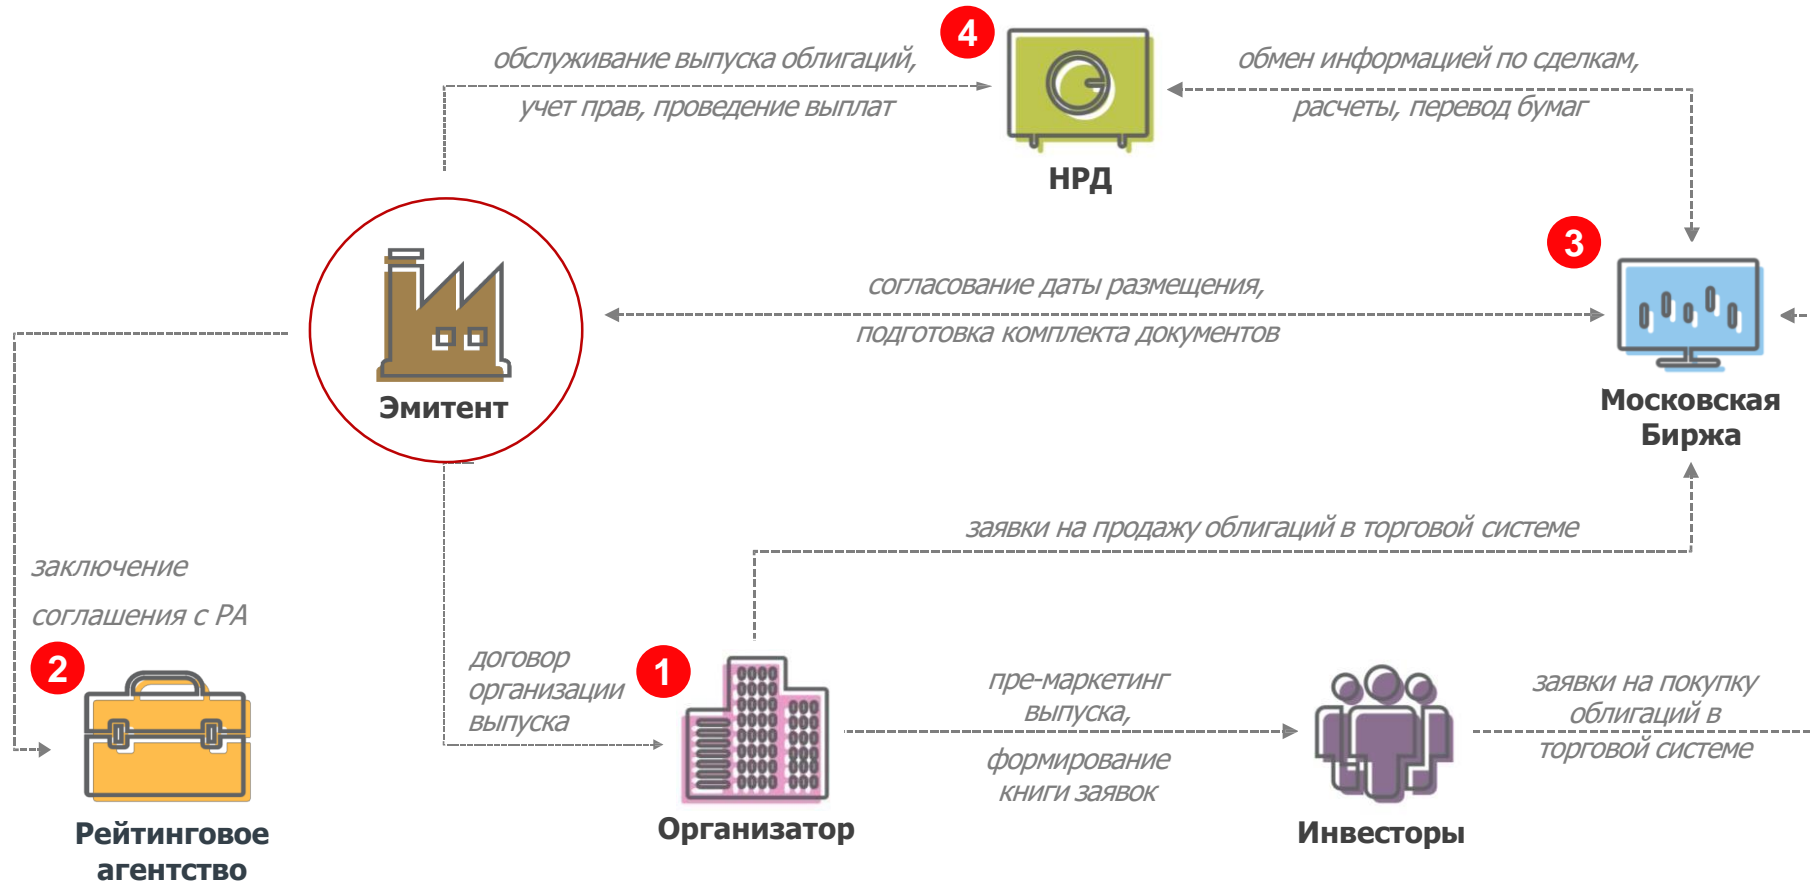 4
обслуживание выпуска облигаций,
учет прав, проведение выплат
обмен информацией по сделкам,
расчеты, перевод бумаг
НРД
3
согласование даты размещения,
подготовка комплекта документов
Эмитент
Московская
Биржа
заявки на продажу облигаций в торговой системе
заключение
соглашения с РА
2
Рейтинговое
агентство
договор
организации
выпуска
1
Организатор
пре-маркетинг
выпуска,
формирование
книги заявок
Инвесторы
заявки на покупку
облигаций в
торговой системе